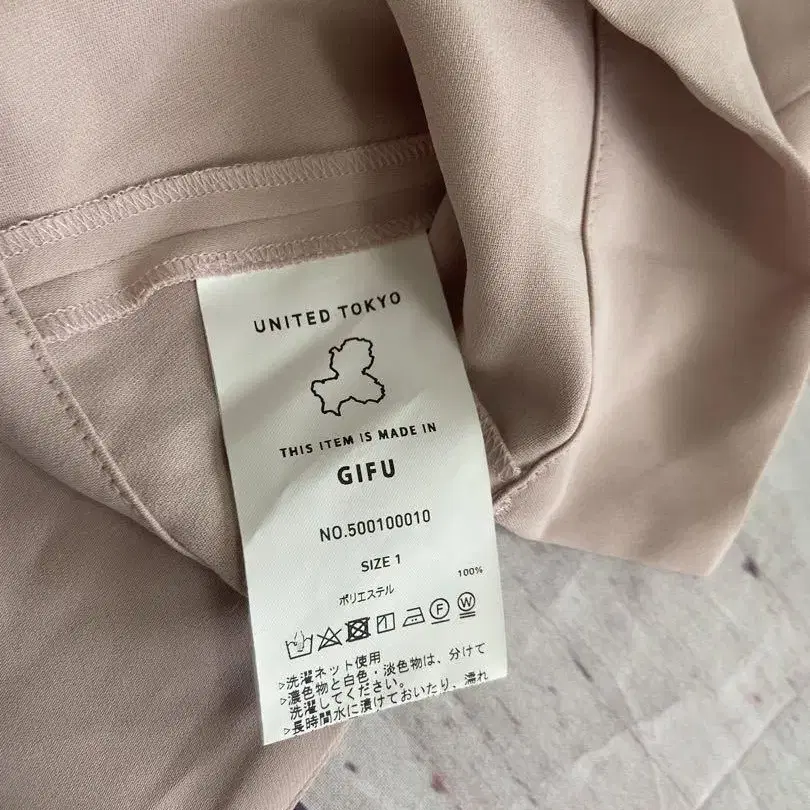 UNITED TOKYO
THIS ITEM IS MADE IN
GIFU
NO.500100010
SIZE 1
100%
ポリエステル
F W
▷洗濯ネット使用
▷濃色物と白色・淡色物は、分けて
洗濯してください。
▷長時間水に漬けておいたり、濡れ